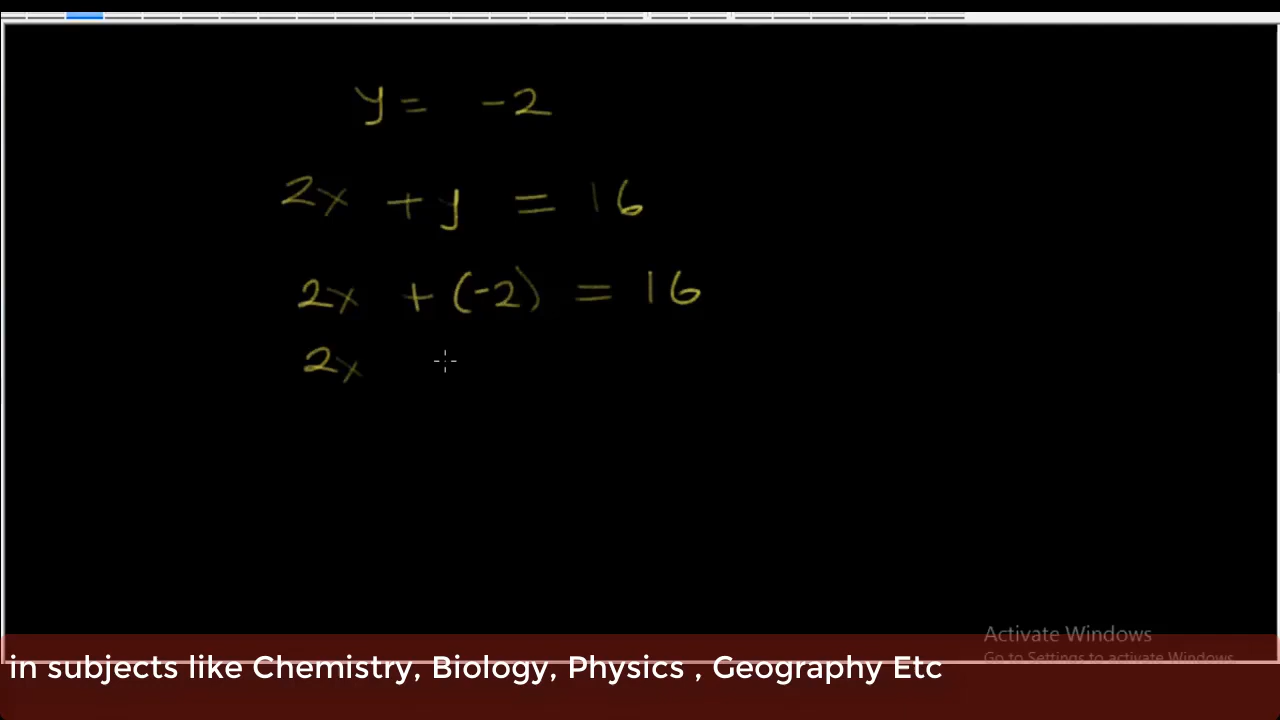 y = -2
2x + y = 16
2x + (-2) = 16
2x
Activate Windows
Go to Settings to activate Windows.
in subjects like Chemistry, Biology, Physics , Geography Etc